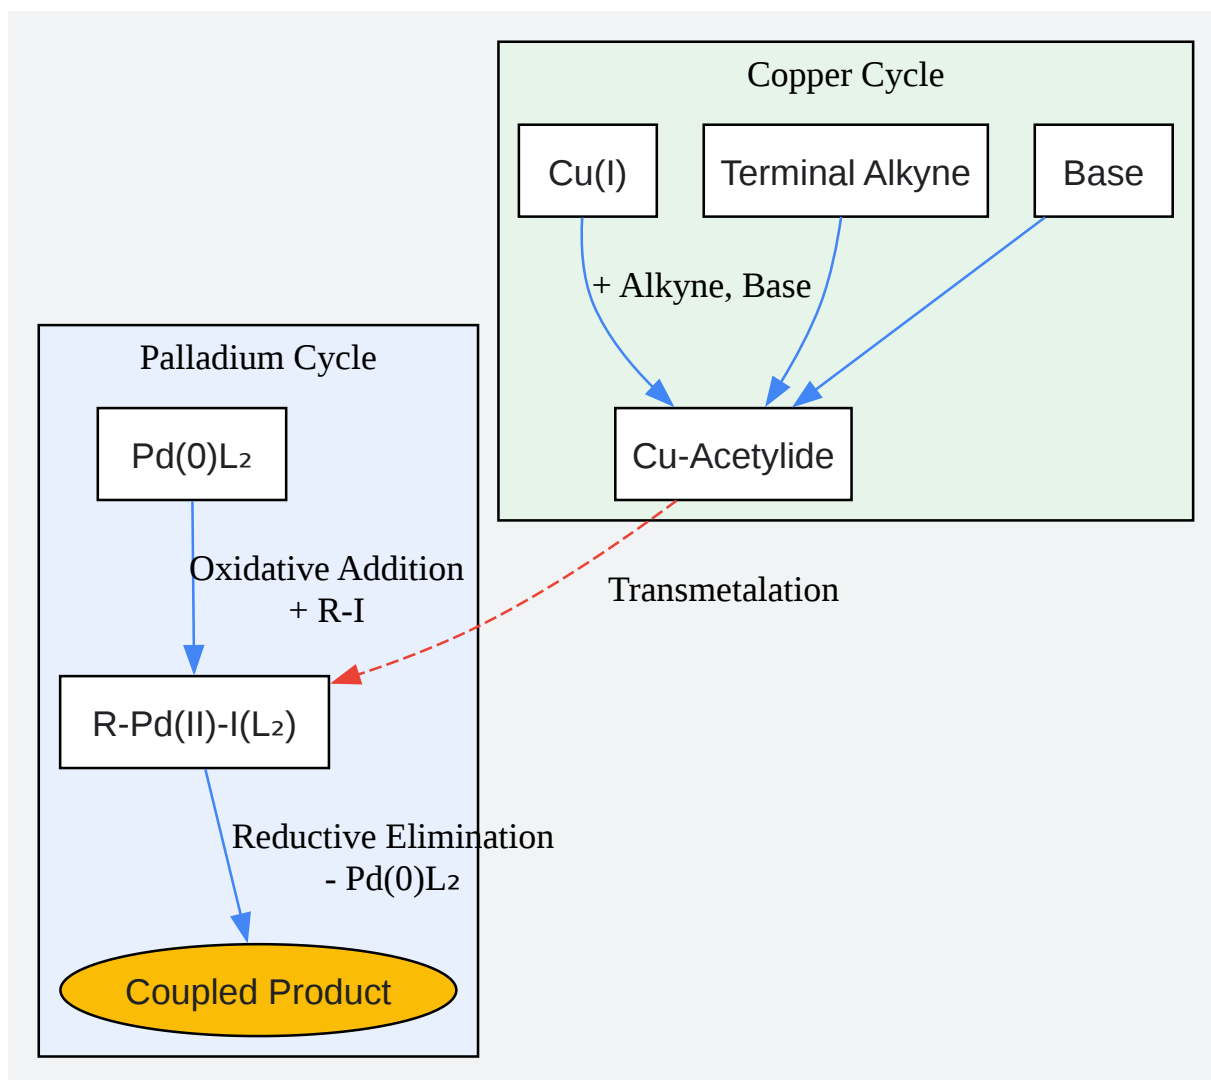 Copper Cycle
Cu(I)
Terminal Alkyne
Base
+ Alkyne, Base
Cu-Acetylide
Transmetalation
Palladium Cycle
Pd(0)L₂
Oxidative Addition
+ R-I
R-Pd(II)-I(L₂)
Reductive Elimination
- Pd(0)L₂
Coupled Product